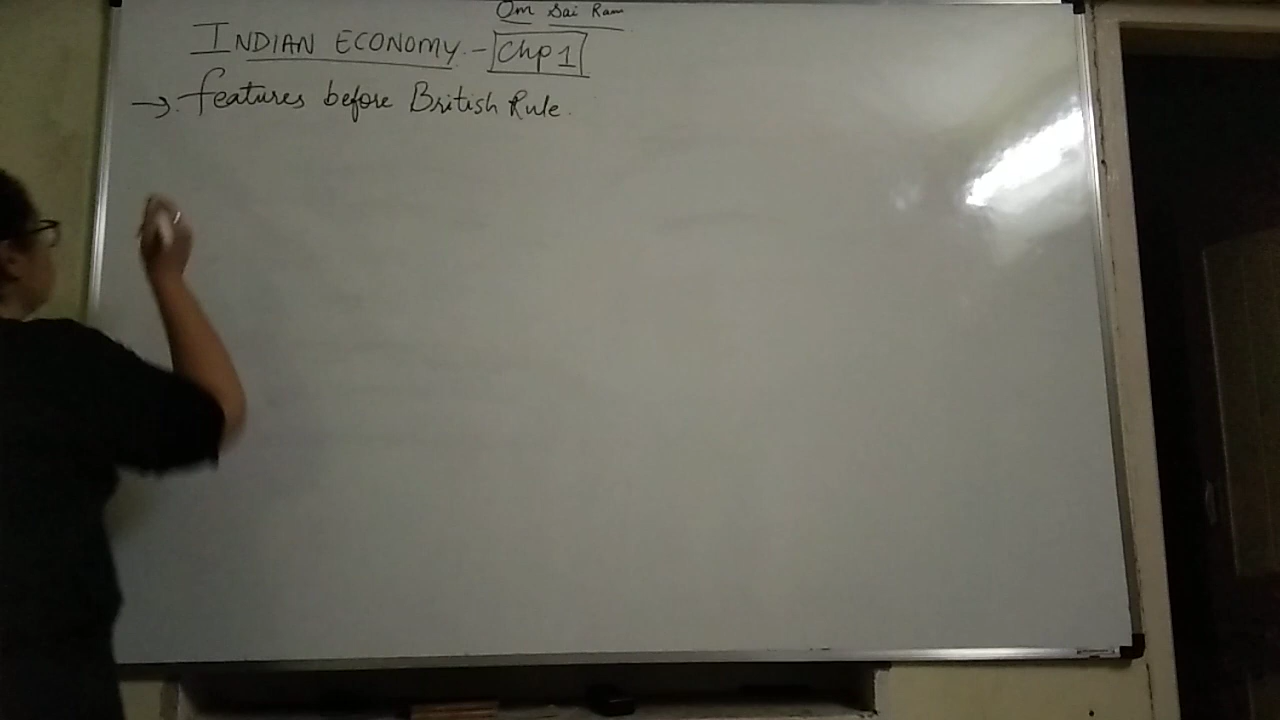 Om Sai Ram
INDIAN ECONOMY - Chp 1
→ features before British Rule.